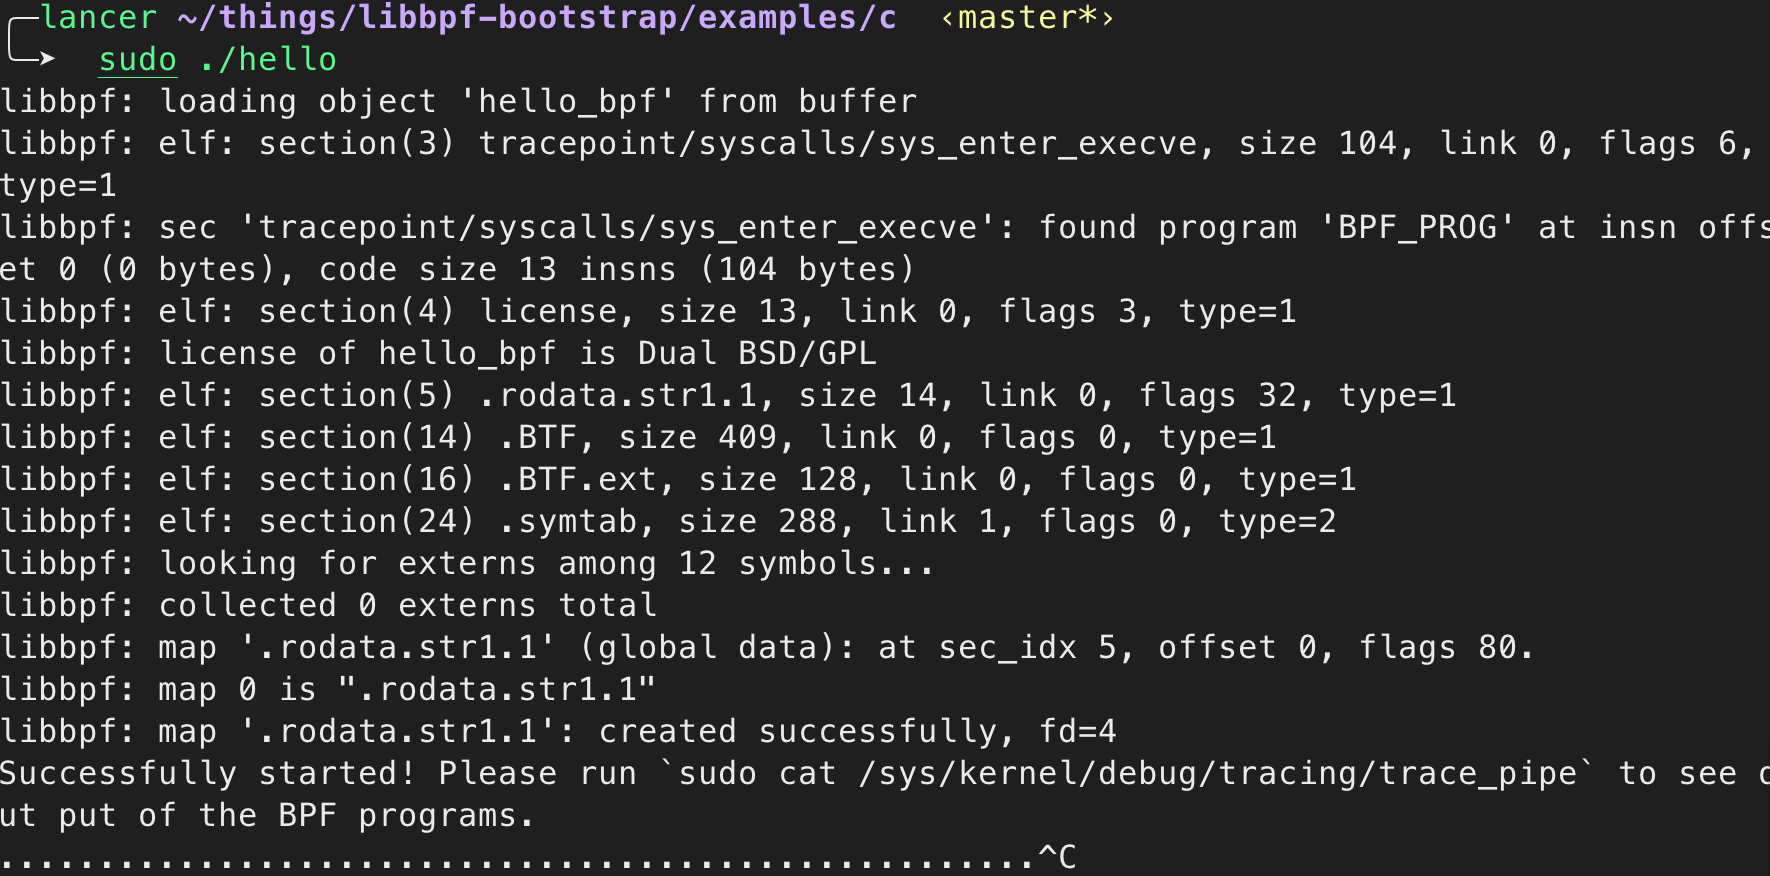 lancer ~/things/libbpf-bootstrap/examples/c ‹master*›
sudo ./hello
libbpf: loading object 'hello_bpf' from buffer
libbpf: elf: section(3) tracepoint/syscalls/sys_enter_execve, size 104, link 0, flags 6,
type=1
libbpf: sec 'tracepoint/syscalls/sys_enter_execve': found program 'BPF_PROG' at insn offs
et 0 (0 bytes), code size 13 insns (104 bytes)
libbpf: elf: section(4) license, size 13, link 0, flags 3, type=1
libbpf: license of hello_bpf is Dual BSD/GPL
libbpf: elf: section(5) .rodata.str1.1, size 14, link 0, flags 32, type=1
libbpf: elf: section(14) .BTF, size 409, link 0, flags 0, type=1
libbpf: elf: section(16) .BTF.ext, size 128, link 0, flags 0, type=1
libbpf: elf: section(24) .symtab, size 288, link 1, flags 0, type=2
libbpf: looking for externs among 12 symbols...
libbpf: collected 0 externs total
libbpf: map '.rodata.str1.1' (global data): at sec_idx 5, offset 0, flags 80.
libbpf: map 0 is ".rodata.str1.1"
libbpf: map '.rodata.str1.1': created successfully, fd=4
Successfully started! Please run `sudo cat /sys/kernel/debug/tracing/trace_pipe` to see o
ut put of the BPF programs.
....................................................^C